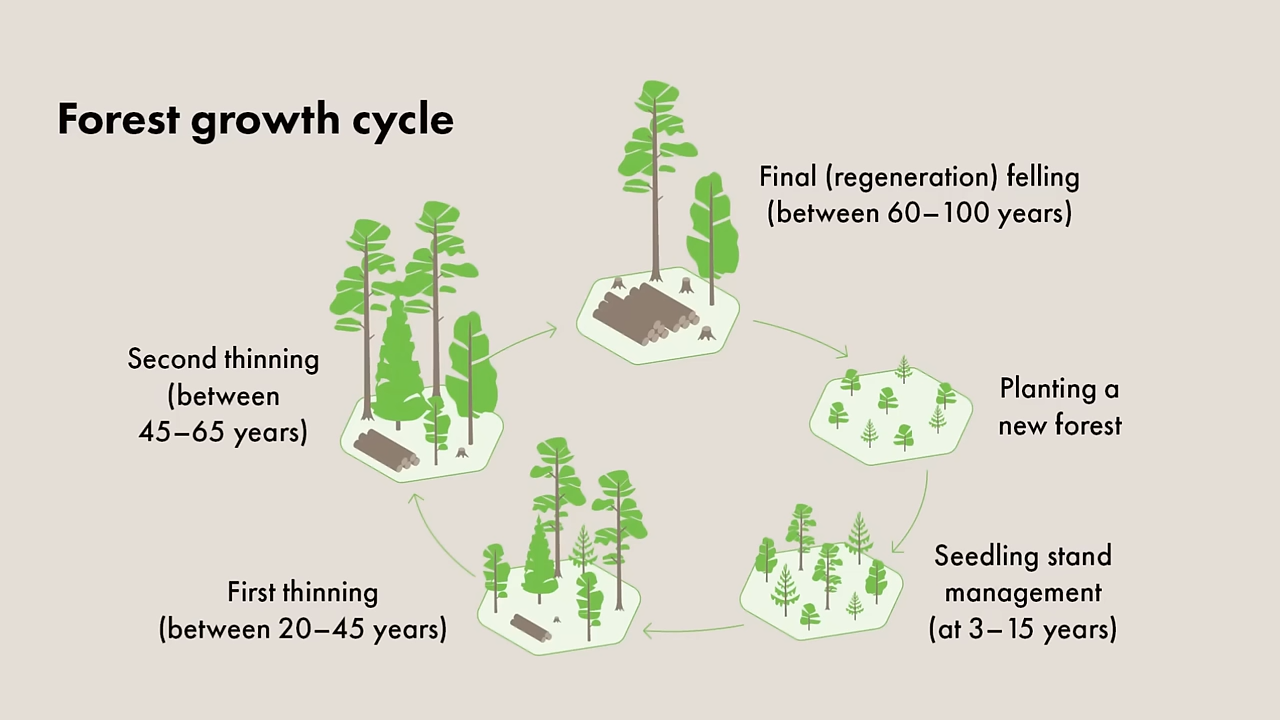 Forest growth cycle
Final (regeneration) felling
(between 60–100 years)
Planting a
new forest
Seedling stand
management
(at 3–15 years)
First thinning
(between 20–45 years)
Second thinning
(between
45–65 years)